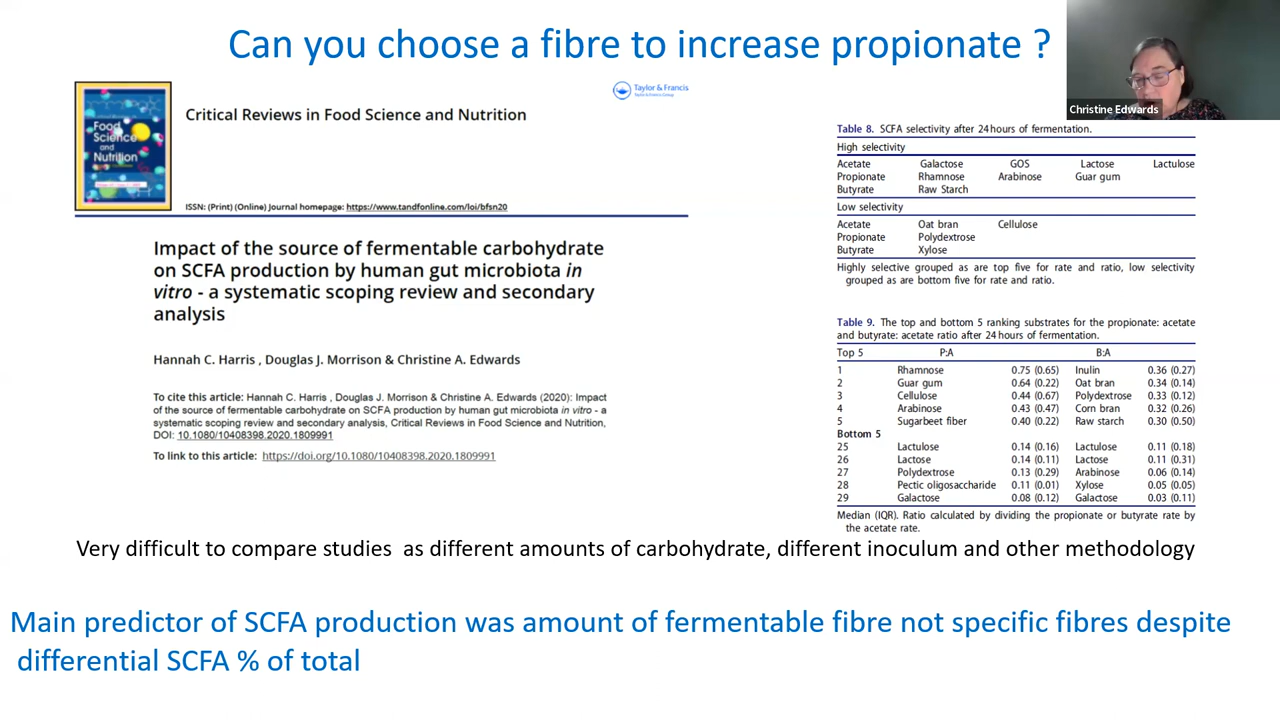 Can you choose a fibre to increase propionate ?
Christine Edwards
Food
Science
and
Nutrition
Critical Reviews in Food Science and Nutrition
Taylor & Francis
Taylor & Francis Group
ISSN: (Print) (Online) Journal homepage: https://www.tandfonline.com/loi/bfsn20
Impact of the source of fermentable carbohydrate
on SCFA production by human gut microbiota in
vitro - a systematic scoping review and secondary
analysis
Hannah C. Harris , Douglas J. Morrison & Christine A. Edwards
To cite this article: Hannah C. Harris , Douglas J. Morrison & Christine A. Edwards (2020): Impact
of the source of fermentable carbohydrate on SCFA production by human gut microbiota in vitro - a
systematic scoping review and secondary analysis, Critical Reviews in Food Science and Nutrition,
DOI: 10.1080/10408398.2020.1809991
To link to this article: https://doi.org/10.1080/10408398.2020.1809991
Table 8. SCFA selectivity after 24 hours of fermentation.
High selectivity
Acetate Galactose GOS Lactose Lactulose
Propionate Rhamnose Arabinose Guar gum
Butyrate Raw Starch
Low selectivity
Acetate Oat bran Cellulose
Propionate Polydextrose
Butyrate Xylose
Highly selective grouped as are top five for rate and ratio, low selectivity
grouped as are bottom five for rate and ratio.
Table 9. The top and bottom 5 ranking substrates for the propionate: acetate
and butyrate: acetate ratio after 24 hours of fermentation.
Top 5 P:A B:A
1 Rhamnose 0.75 (0.65) Inulin 0.36 (0.27)
2 Guar gum 0.64 (0.22) Oat bran 0.34 (0.14)
3 Cellulose 0.44 (0.67) Polydextrose 0.33 (0.12)
4 Arabinose 0.43 (0.47) Corn bran 0.32 (0.26)
5 Sugarbeet fiber 0.40 (0.22) Raw starch 0.30 (0.50)
Bottom 5
25 Lactulose 0.14 (0.16) Lactulose 0.11 (0.18)
26 Lactose 0.14 (0.11) Lactose 0.11 (0.31)
27 Polydextrose 0.13 (0.29) Arabinose 0.06 (0.14)
28 Pectic oligosaccharide 0.11 (0.01) Xylose 0.05 (0.05)
29 Galactose 0.08 (0.12) Galactose 0.03 (0.11)
Median (IQR). Ratio calculated by dividing the propionate or butyrate rate by
the acetate rate.
Very difficult to compare studies as different amounts of carbohydrate, different inoculum and other methodology
Main predictor of SCFA production was amount of fermentable fibre not specific fibres despite
differential SCFA % of total